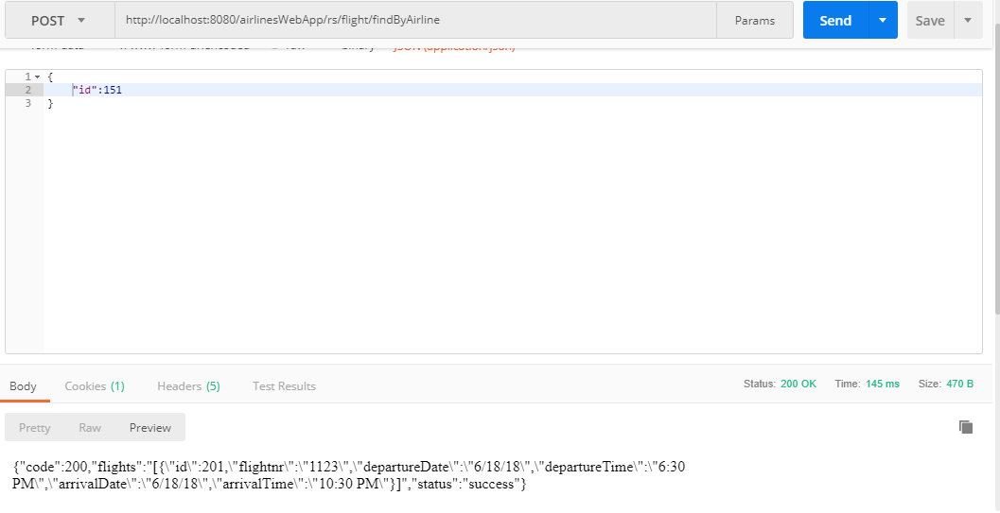 POST http://localhost:8080/airlinesWebApp/rs/flight/findByAirline Params Send Save
JSON (application/json)
1 {
2 "id":151
3 }
Body Cookies (1) Headers (5) Test Results Status: 200 OK Time: 145 ms Size: 470 B
Pretty Raw Preview
{"code":200,"flights":"[{\"id\":201,\"flightnr\":\"1123\",\"departureDate\":\"6/18/18\",\"departureTime\":\"6:30
PM\",\"arrivalDate\":\"6/18/18\",\"arrivalTime\":\"10:30 PM\"}]","status":"success"}